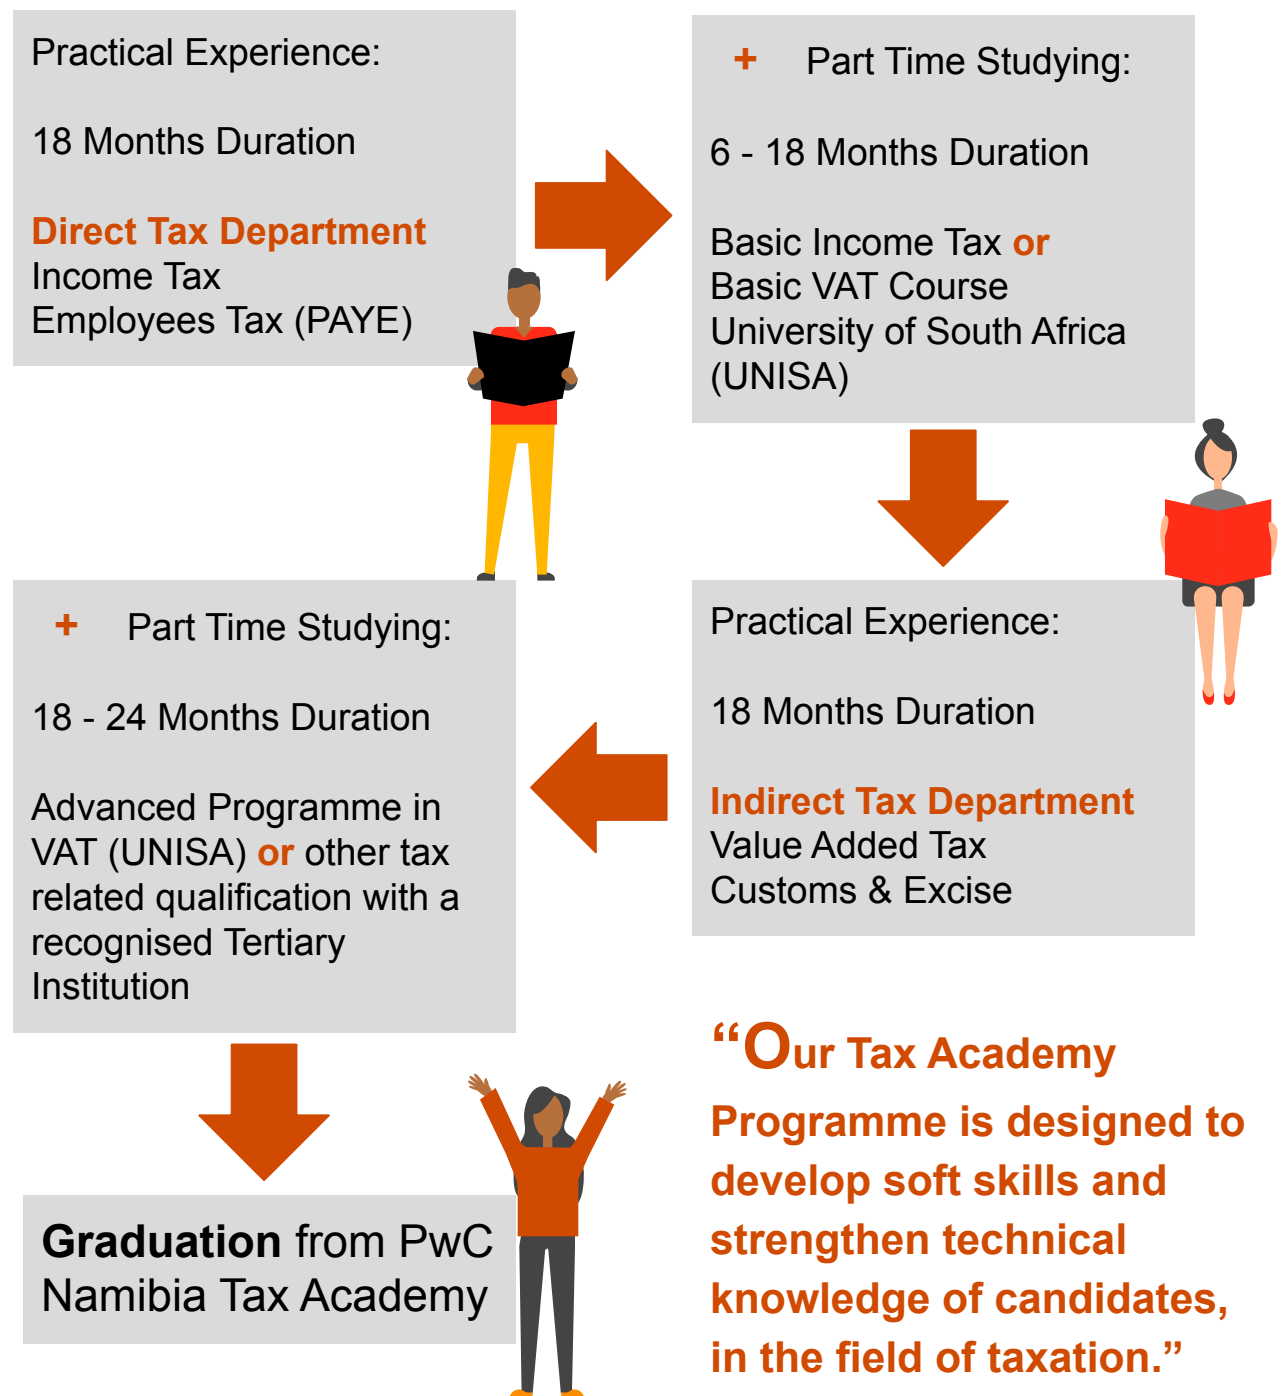 Practical Experience:
18 Months Duration
Direct Tax Department
Income Tax
Employees Tax (PAYE)
+ Part Time Studying:
6 - 18 Months Duration
Basic Income Tax or
Basic VAT Course
University of South Africa
(UNISA)
Practical Experience:
18 Months Duration
Indirect Tax Department
Value Added Tax
Customs & Excise
+ Part Time Studying:
18 - 24 Months Duration
Advanced Programme in
VAT (UNISA) or other tax
related qualification with a
recognised Tertiary
Institution
Graduation from PwC
Namibia Tax Academy
“Our Tax Academy
Programme is designed to
develop soft skills and
strengthen technical
knowledge of candidates,
in the field of taxation.”